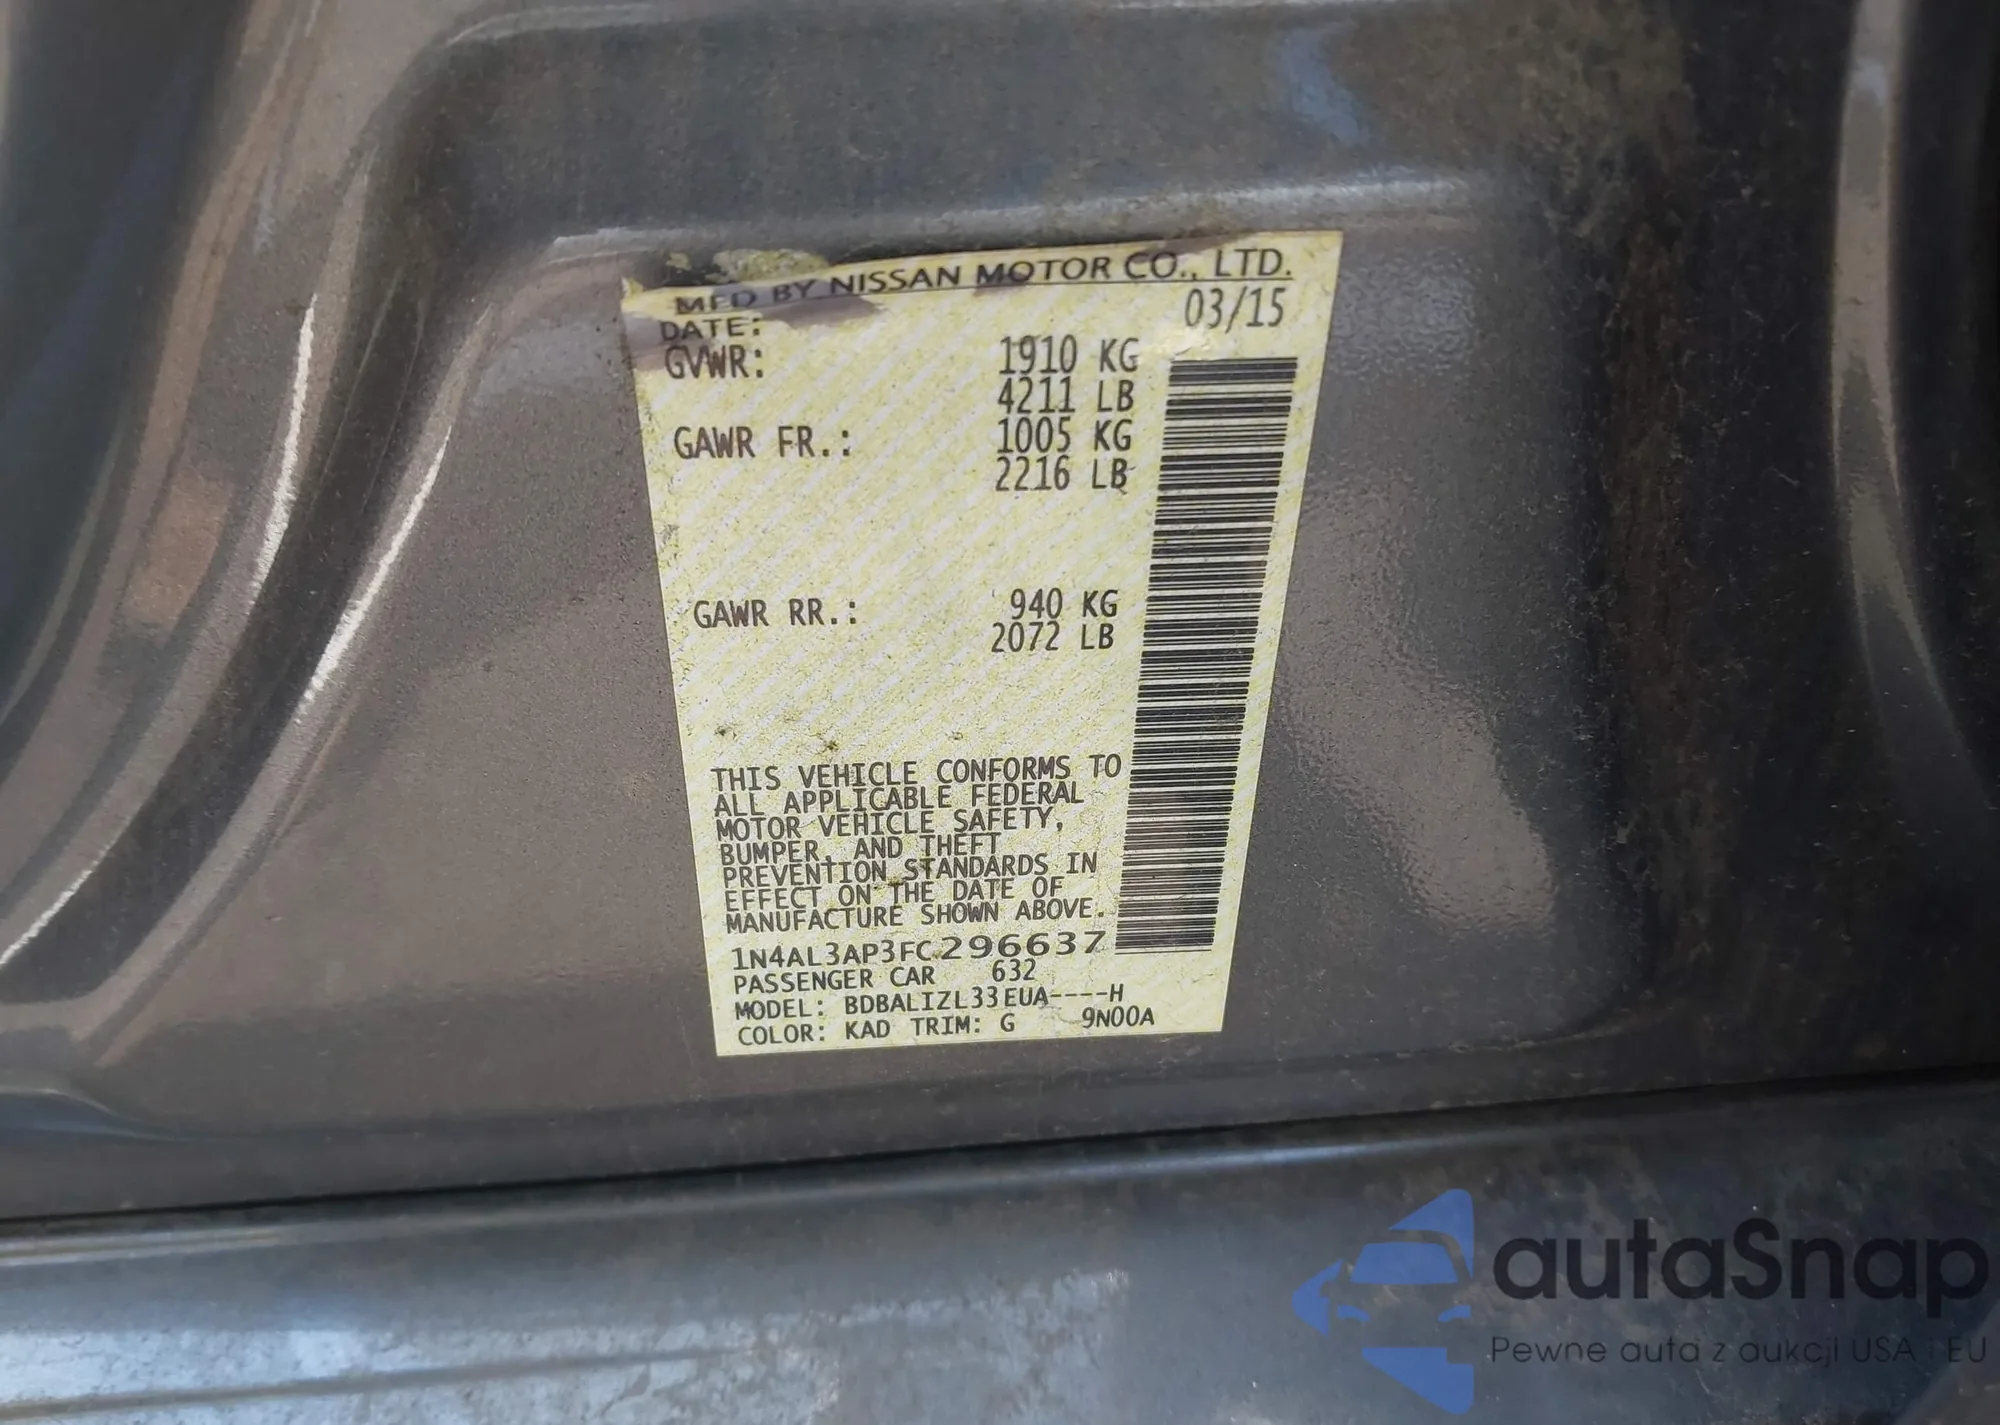 MFD BY NISSAN MOTOR CO., LTD.
DATE: 03/15
GVWR: 1910 KG
4211 LB
GAWR FR.: 1005 KG
2216 LB
GAWR RR.: 940 KG
2072 LB
THIS VEHICLE CONFORMS TO
ALL APPLICABLE FEDERAL
MOTOR VEHICLE SAFETY,
BUMPER, AND THEFT
PREVENTION STANDARDS IN
EFFECT ON THE DATE OF
MANUFACTURE SHOWN ABOVE.
1N4AL3AP3FC296637
PASSENGER CAR 632
MODEL: BDBALIZL33EUA----H
COLOR: KAD TRIM: G 9N00A
autaSnap
Pewne auta z aukcji USA i EU